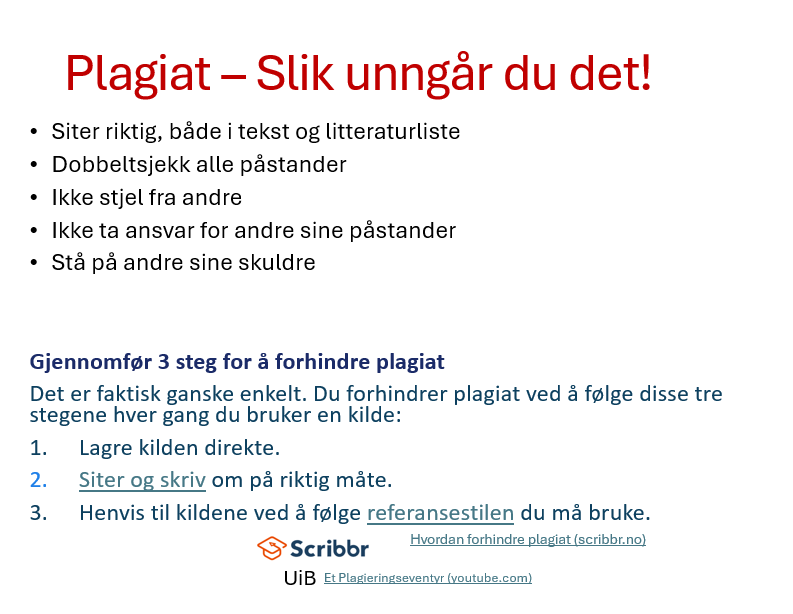 Plagiat – Slik unngår du det!
• Siter riktig, både i tekst og litteraturliste
• Dobbeltsjekk alle påstander
• Ikke stjel fra andre
• Ikke ta ansvar for andre sine påstander
• Stå på andre sine skuldre
Gjennomfør 3 steg for å forhindre plagiat
Det er faktisk ganske enkelt. Du forhindrer plagiat ved å følge disse tre
stegene hver gang du bruker en kilde:
1. Lagre kilden direkte.
2. Siter og skriv om på riktig måte.
3. Henvis til kildene ved å følge referansestilen du må bruke.
Scribbr Hvordan forhindre plagiat (scribbr.no)
UiB Et Plagieringseventyr (youtube.com)